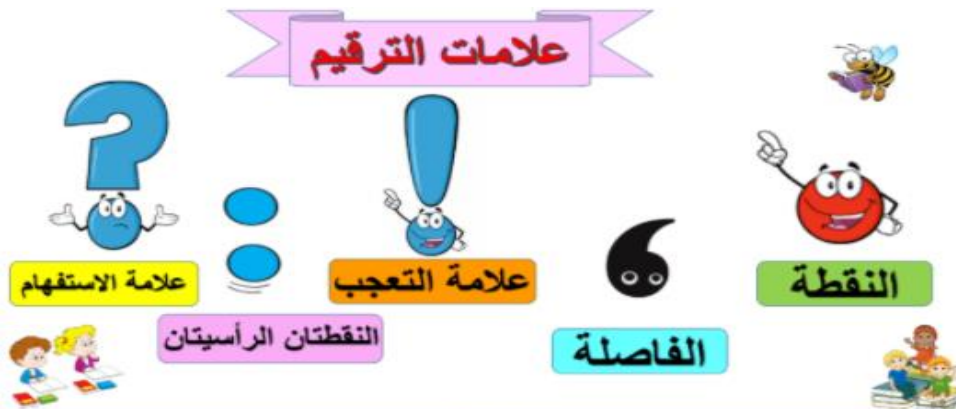 علامات الترقيم
النقطة
الفاصلة
علامة التعجب
النقطتان الرأسيتان
علامة الاستفهام